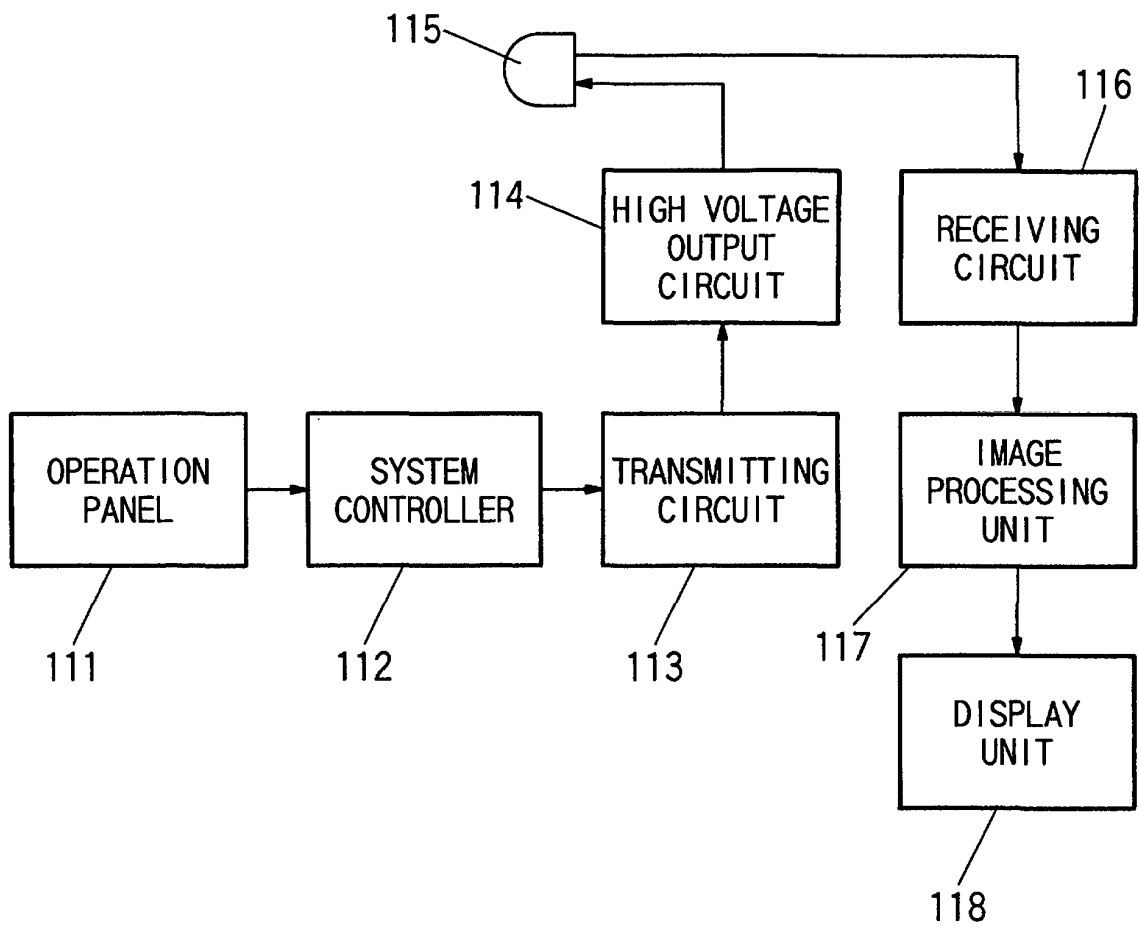 115
116
114
HIGH VOLTAGE
OUTPUT
CIRCUIT
RECEIVING
CIRCUIT
OPERATION
PANEL
SYSTEM
CONTROLLER
TRANSMITTING
CIRCUIT
IMAGE
PROCESSING
UNIT
111
112
113
117
DISPLAY
UNIT
118